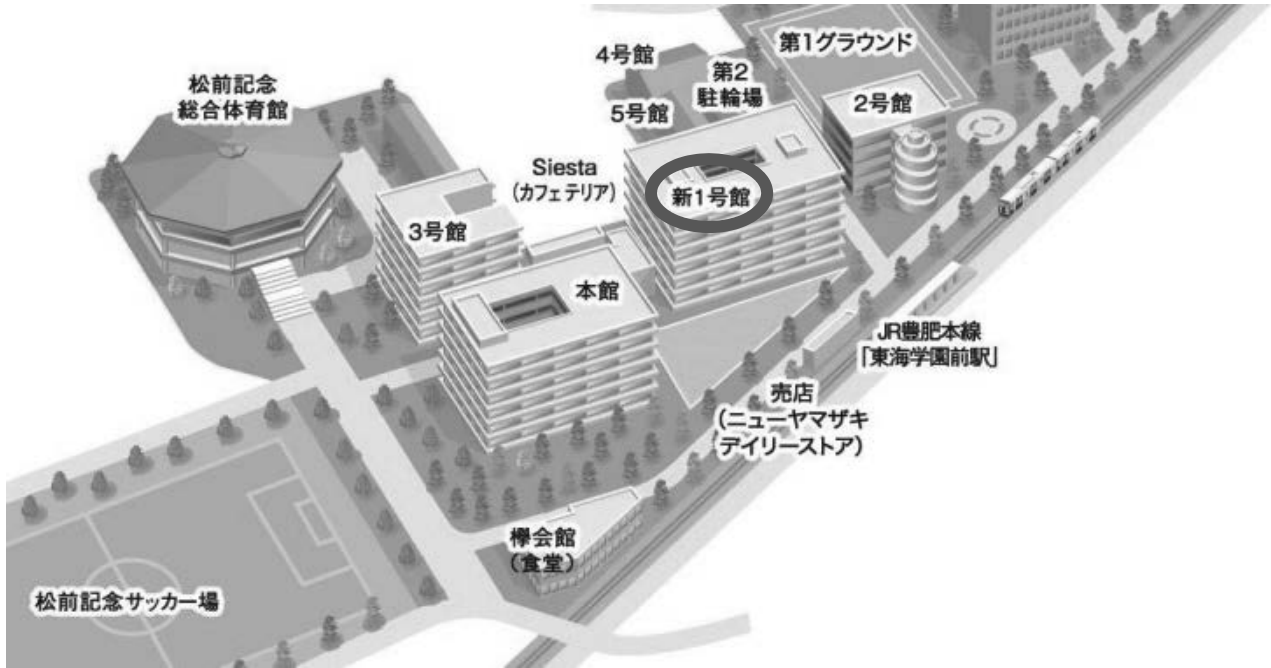 4号館
第2
駐輪場
第1グラウンド
松前記念
総合体育館
5号館
2号館
Siesta
(カフェテリア)
新1号館
3号館
本館
JR豊肥本線
「東海学園前駅」
売店
(ニューヤマザキ
デイリーストア)
欅会館
(食堂)
松前記念サッカー場